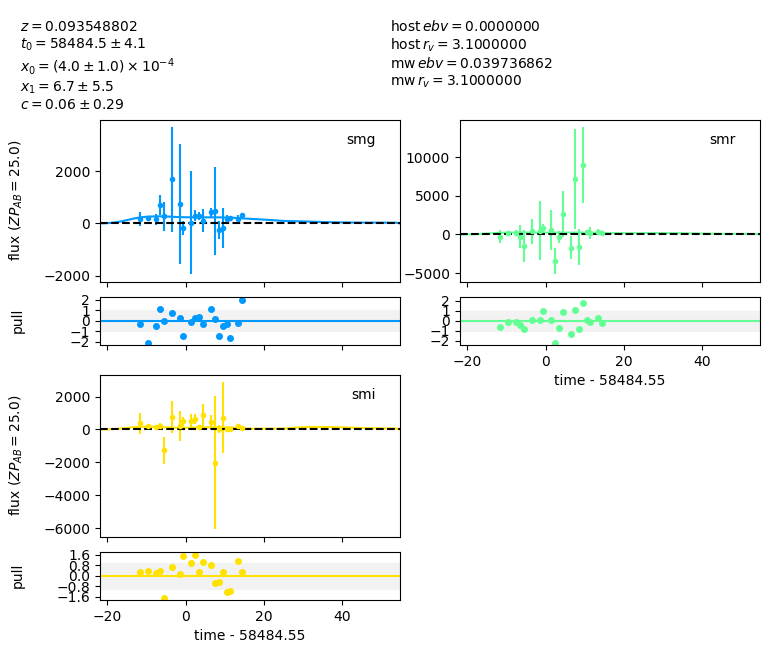 z = 0.093548802
t₀ = 58484.5 ± 4.1
x₀ = (4.0 ± 1.0) × 10⁻⁴
x₁ = 6.7 ± 5.5
c = 0.06 ± 0.29
host ebv = 0.0000000
host r_v = 3.1000000
mw ebv = 0.039736862
mw r_v = 3.1000000
flux (ZP_AB = 25.0)
2000
0
−2000
smg
10000
5000
0
−5000
smr
pull
2
1
0
−1
−2
2
1
0
−1
−2
−20
0
20
40
time - 58484.55
flux (ZP_AB = 25.0)
2000
0
−2000
−4000
−6000
smi
pull
1.6
0.8
0.0
−0.8
−1.6
−20
0
20
40
time - 58484.55